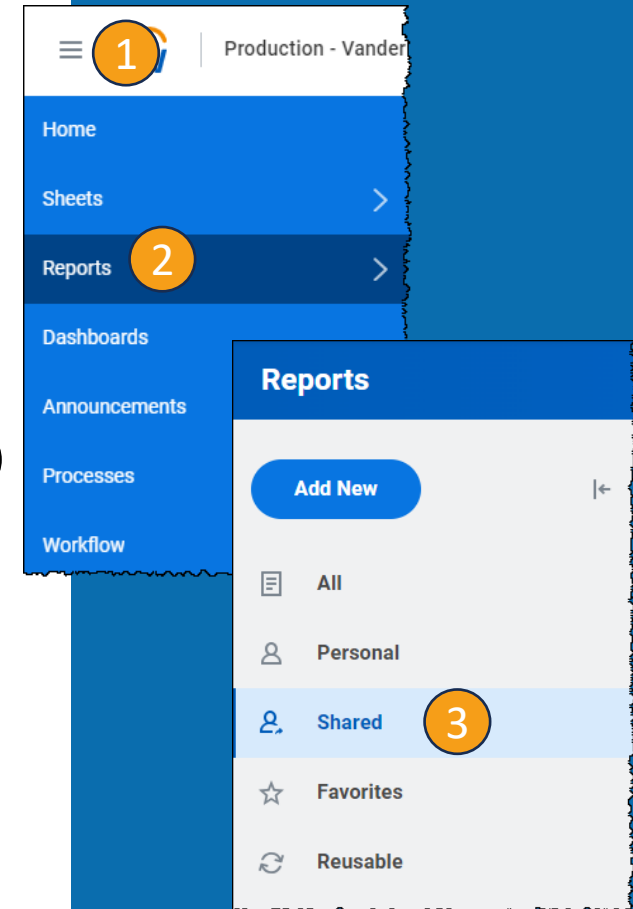 1
Production - Vander
Home
Sheets
2
Reports
Dashboards
Announcements
Processes
Workflow
Reports
Add New
All
Personal
Shared
3
Favorites
Reusable